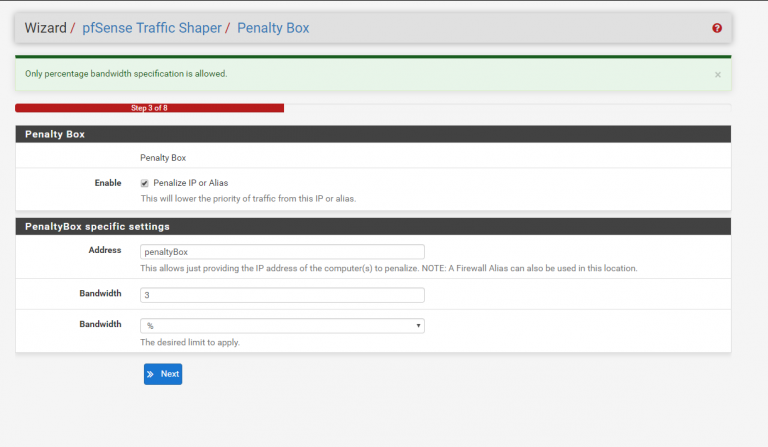 Wizard / pfSense Traffic Shaper / Penalty Box
Only percentage bandwidth specification is allowed.
×
Step 3 of 8
Penalty Box
Penalty Box
Enable
Penalize IP or Alias
This will lower the priority of traffic from this IP or alias.
PenaltyBox specific settings
Address
penaltyBox
This allows just providing the IP address of the computer(s) to penalize. NOTE: A Firewall Alias can also be used in this location.
Bandwidth
3
Bandwidth
%
The desired limit to apply.
Next